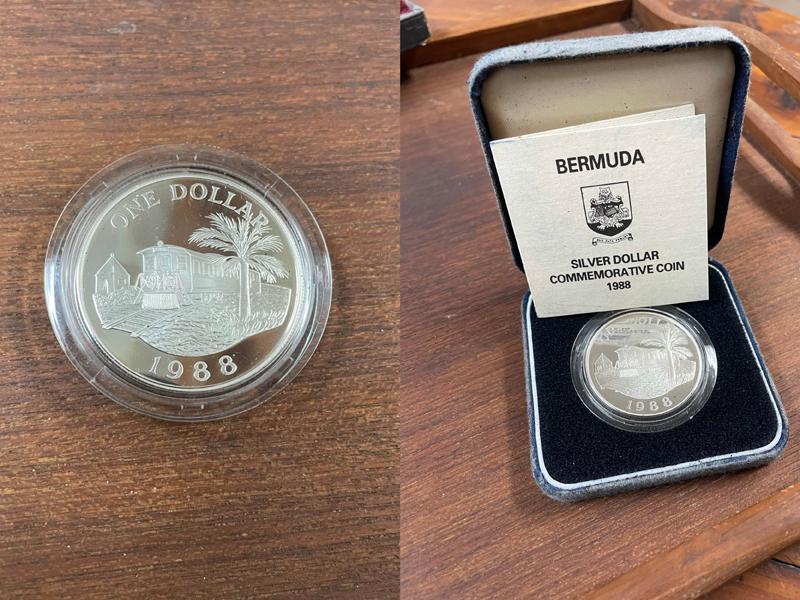 ONE DOLLAR
1988
BERMUDA
SILVER DOLLAR
COMMEMORATIVE COIN
1988
1988